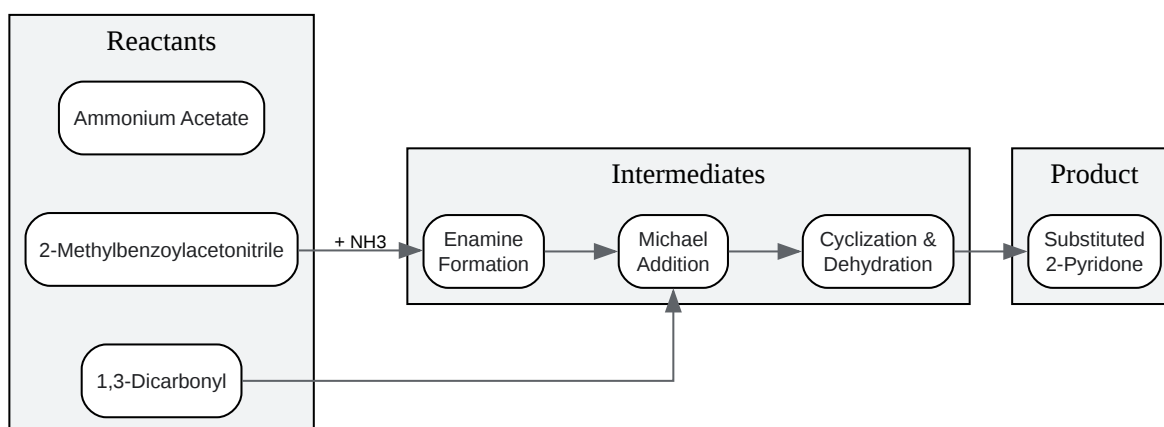 Reactants
Ammonium Acetate
2-Methylbenzoylacetonitrile
1,3-Dicarbonyl
+ NH3
Intermediates
Enamine
Formation
Michael
Addition
Cyclization &
Dehydration
Product
Substituted
2-Pyridone